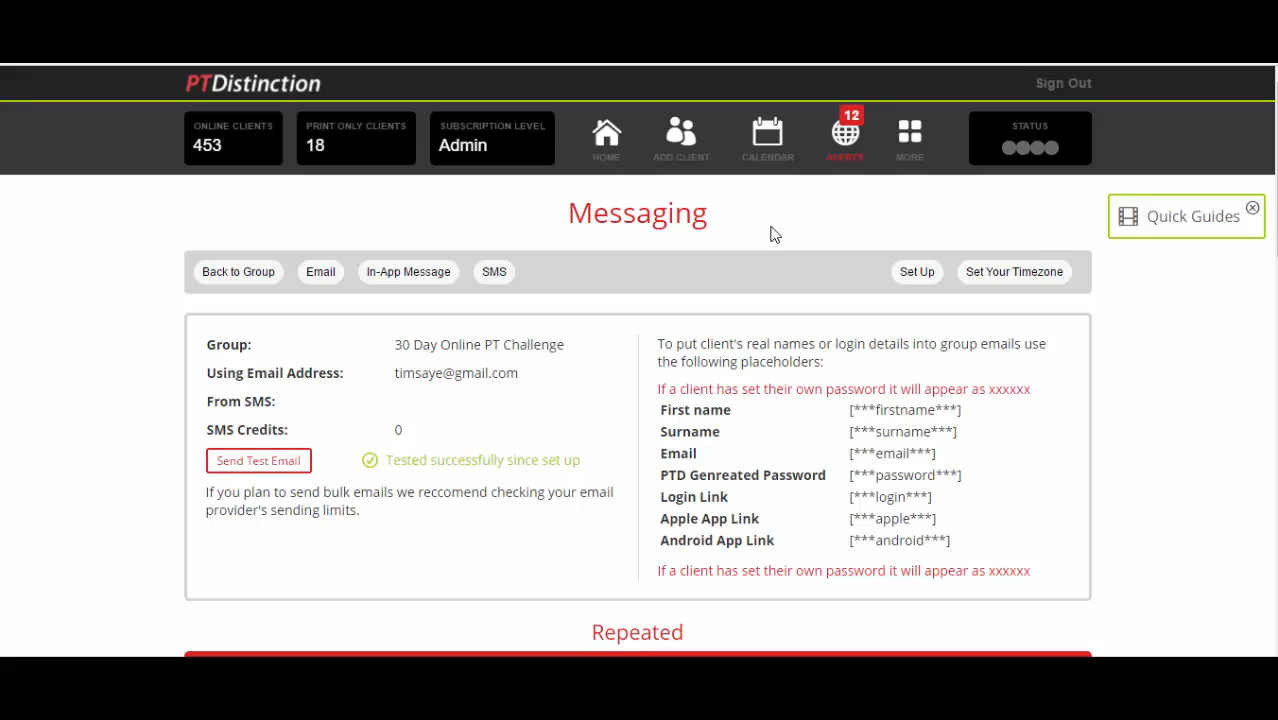 PTDistinction
Sign Out
ONLINE CLIENTS
453
PRINT ONLY CLIENTS
18
SUBSCRIPTION LEVEL
Admin
HOME
ADD CLIENT
CALENDAR
12
ALERTS
MORE
STATUS
Messaging
Quick Guides
Back to Group
Email
In-App Message
SMS
Set Up
Set Your Timezone
Group: 30 Day Online PT Challenge
Using Email Address: timsaye@gmail.com
From SMS:
SMS Credits: 0
Send Test Email
Tested successfully since set up
If you plan to send bulk emails we reccomend checking your email
provider's sending limits.
To put client's real names or login details into group emails use
the following placeholders:
If a client has set their own password it will appear as xxxxxx
First name [***firstname***]
Surname [***surname***]
Email [***email***]
PTD Genreated Password [***password***]
Login Link [***login***]
Apple App Link [***apple***]
Android App Link [***android***]
If a client has set their own password it will appear as xxxxxx
Repeated